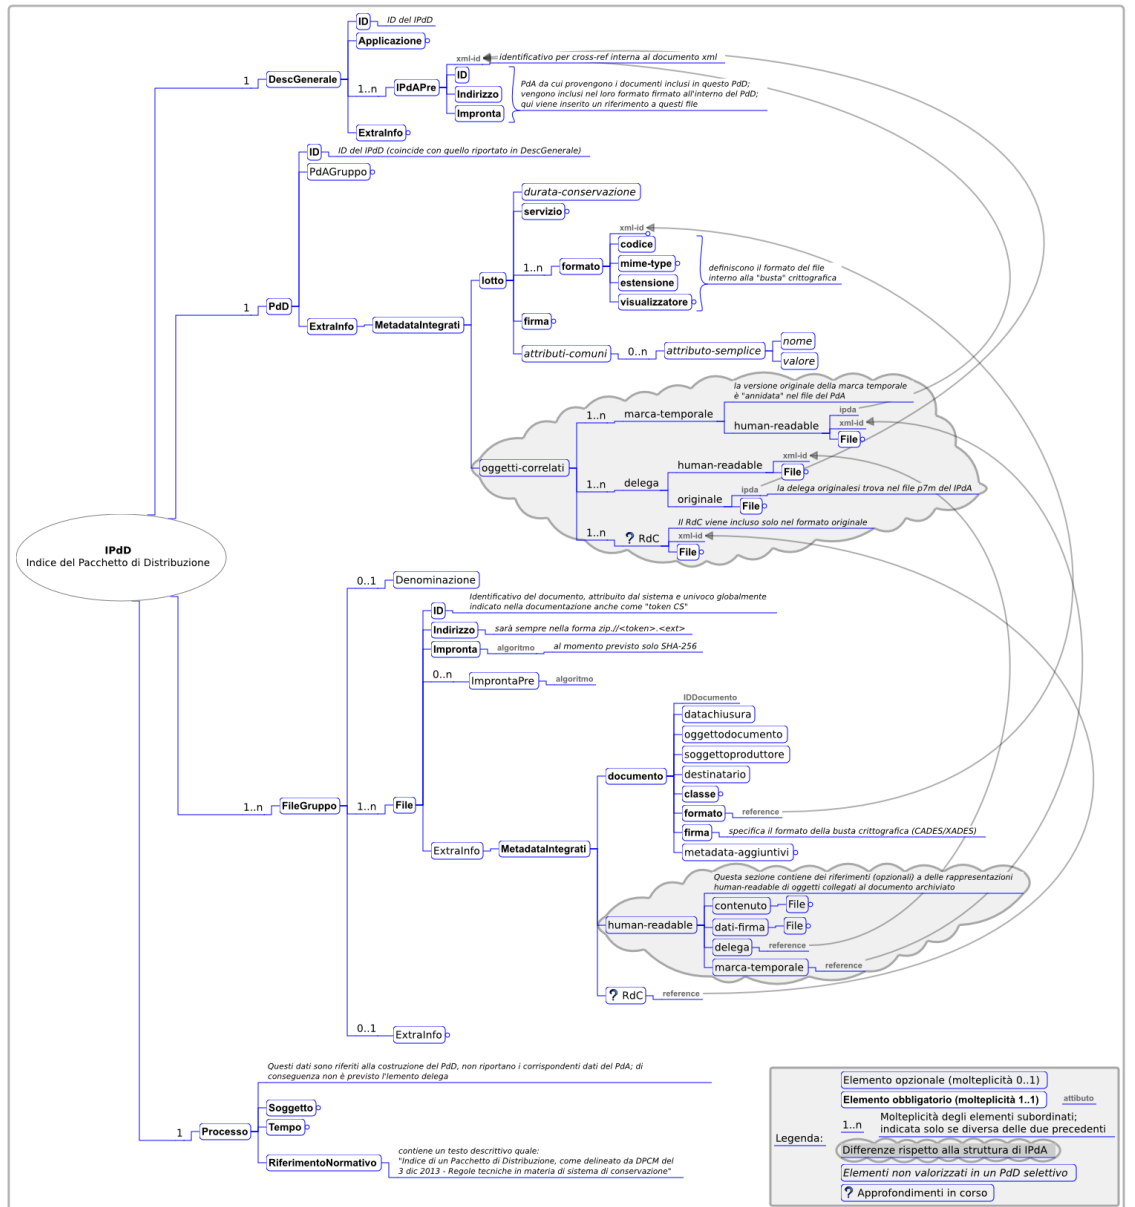 ID
ID del IPdD
Applicazione
xml-id
identificativo per cross-ref interna al documento xml
ID
DescGenerale
1
1..n
IPdAPre
PdA da cui provengono i documenti inclusi in questo PdD;
vengono inclusi nel loro formato firmato all'interno del PdD;
qui viene inserito un riferimento a questi file
Indirizzo
Impronta
ExtraInfo
ID
ID del IPdD (coincide con quello riportato in DescGenerale)
PdAGruppo
durata-conservazione
servizio
xml-id
codice
1..n
formato
mime-type
definiscono il formato del file
interno alla "busta" crittografica
lotto
estensione
visualizzatore
1
PdD
ExtraInfo
MetadataIntegrati
firma
attributi-comuni
0..n
attributo-semplice
nome
valore
la versione originale della marca temporale
è "annidata" nel file del PdA
1..n
marca-temporale
ipda
human-readable
xml-id
File
oggetti-correlati
human-readable
xml-id
File
1..n
delega
originale
ipda
la delega originalesi trova nel file p7m del IPdA
File
Il RdC viene incluso solo nel formato originale
1..n
? RdC
xml-id
File
IPdD
Indice del Pacchetto di Distribuzione
0..1
Denominazione
Identificativo del documento, attribuito dal sistema e univoco globalmente
indicato nella documentazione anche come "token CS"
ID
Indirizzo
sarà sempre nella forma zip.//<token>.<ext>
Impronta
algoritmo
al momento previsto solo SHA-256
0..n
ImprontaPre
algoritmo
IDDocumento
datachiusura
oggettodocumento
soggettoproduttore
documento
destinatario
classe
1..n
FileGruppo
1..n
File
formato
reference
firma
specifica il formato della busta crittografica (CADES/XADES)
ExtraInfo
MetadataIntegrati
metadata-aggiuntivi
Questa sezione contiene dei riferimenti (opzionali) a delle rappresentazioni
human-readable di oggetti collegati al documento archiviato
contenuto
File
human-readable
dati-firma
File
delega
reference
marca-temporale
reference
? RdC
reference
0..1
ExtraInfo
Questi dati sono riferiti alla costruzione del PdD, non riportano i corrispondenti dati del PdA; di
conseguenza non è previsto l'lemento delega
Soggetto
Tempo
1
Processo
RiferimentoNormativo
contiene un testo descrittivo quale:
"Indice di un Pacchetto di Distribuzione, come delineato da DPCM del
3 dic 2013 - Regole tecniche in materia di sistema di conservazione"
Legenda:
Elemento opzionale (molteplicità 0..1)
Elemento obbligatorio (molteplicità 1..1)
attibuto
1..n
Molteplicità degli elementi subordinati;
indicata solo se diversa delle due precedenti
Differenze rispetto alla struttura di IPdA
Elementi non valorizzati in un PdD selettivo
? Approfondimenti in corso